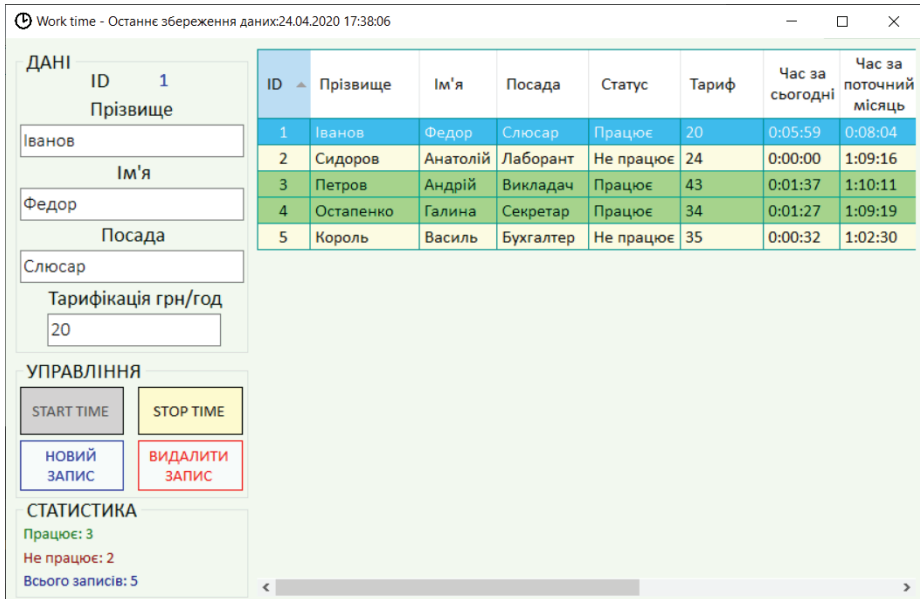 Work time - Останнє збереження даних:24.04.2020 17:38:06
ДАНІ
ID 1
Прізвище
Іванов
Ім'я
Федор
Посада
Слюсар
Тарифікація грн/год
20
УПРАВЛІННЯ
START TIME STOP TIME
НОВИЙ ЗАПИС ВИДАЛИТИ ЗАПИС
СТАТИСТИКА
Працює: 3
Не працює: 2
Всього записів: 5
ID Прізвище Ім'я Посада Статус Тариф Час за сьогодні Час за поточний місяць
1 Іванов Федор Слюсар Працює 20 0:05:59 0:08:04
2 Сидоров Анатолій Лаборант Не працює 24 0:00:00 1:09:16
3 Петров Андрій Викладач Працює 43 0:01:37 1:10:11
4 Остапенко Галина Секретар Працює 34 0:01:27 1:09:19
5 Король Василь Бухгалтер Не працює 35 0:00:32 1:02:30